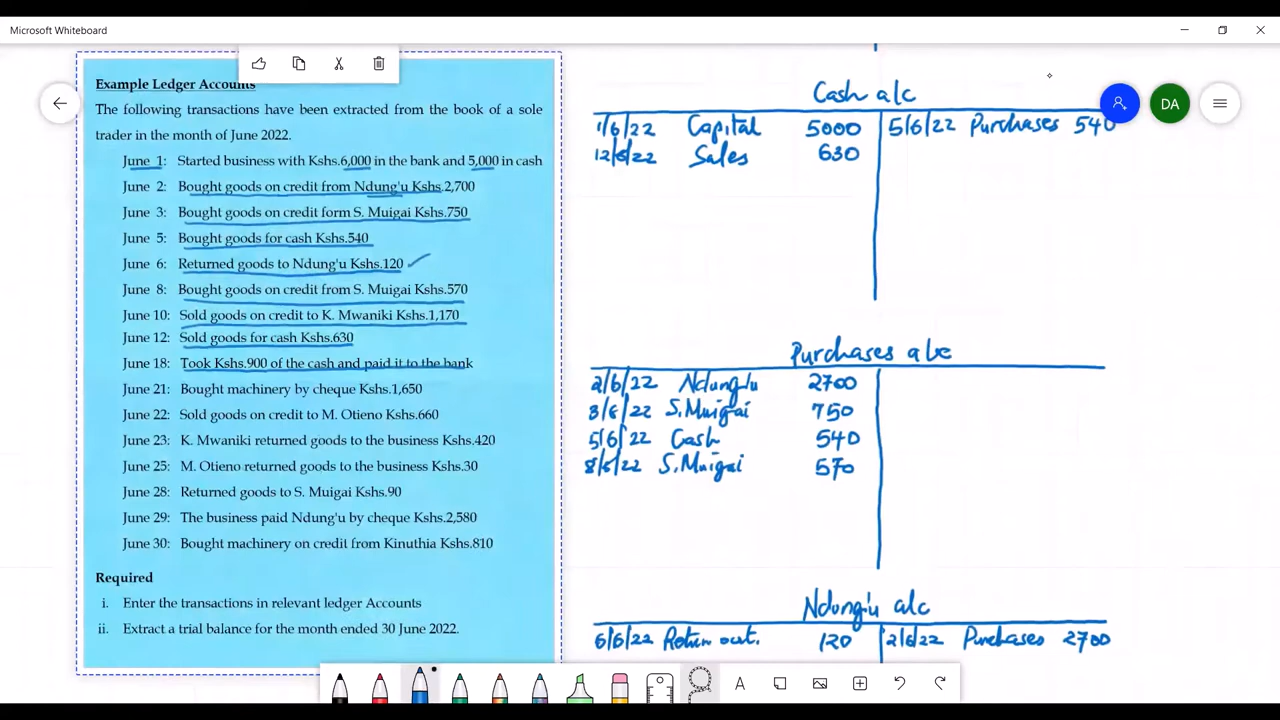 Microsoft Whiteboard
Example Ledger Accounts
The following transactions have been extracted from the book of a sole
trader in the month of June 2022.
June 1: Started business with Kshs.6,000 in the bank and 5,000 in cash
June 2: Bought goods on credit from Ndung'u Kshs.2,700
June 3: Bought goods on credit form S. Muigai Kshs.750
June 5: Bought goods for cash Kshs.540
June 6: Returned goods to Ndung'u Kshs.120
June 8: Bought goods on credit from S. Muigai Kshs.570
June 10: Sold goods on credit to K. Mwaniki Kshs.1,170
June 12: Sold goods for cash Kshs.630
June 18: Took Kshs.900 of the cash and paid it to the bank
June 21: Bought machinery by cheque Kshs.1,650
June 22: Sold goods on credit to M. Otieno Kshs.660
June 23: K. Mwaniki returned goods to the business Kshs.420
June 25: M. Otieno returned goods to the business Kshs.30
June 28: Returned goods to S. Muigai Kshs.90
June 29: The business paid Ndung'u by cheque Kshs.2,580
June 30: Bought machinery on credit from Kinuthia Kshs.810
Required
i. Enter the transactions in relevant ledger Accounts
ii. Extract a trial balance for the month ended 30 June 2022.
DA
Cash a/c
1/6/22 Capital 5000 5/6/22 Purchases 540
12/6/22 Sales 630
Purchases a/c
2/6/22 Ndung'u 2700
3/6/22 S.Muigai 750
5/6/22 Cash 540
8/6/22 S.Muigai 570
Ndung'u a/c
6/6/22 Return out. 120 2/6/22 Purchases 2700
A